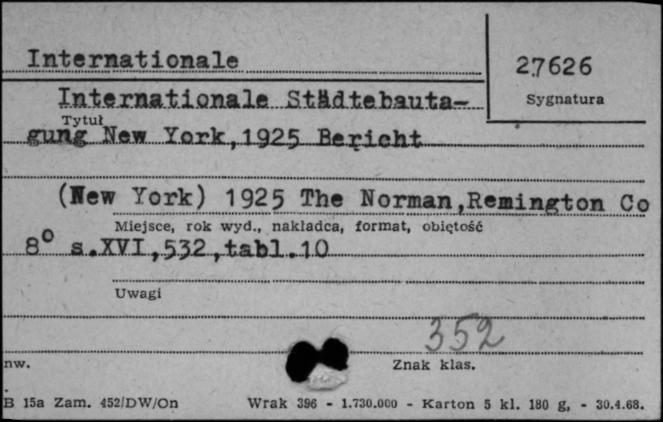 Internationale
27626
Sygnatura
Internationale Städtebauta-
Tytuł
gung New York,1925 Bericht
(New York) 1925 The Norman,Remington Co
Miejsce, rok wyd., nakładca, format, obiętość
8° s.XVI,532,tabl.10
Uwagi
352
nw.
Znak klas.
B 15a Zam. 452/DW/On Wrak 396 - 1.730.000 - Karton 5 kl. 180 g, - 30.4.68.